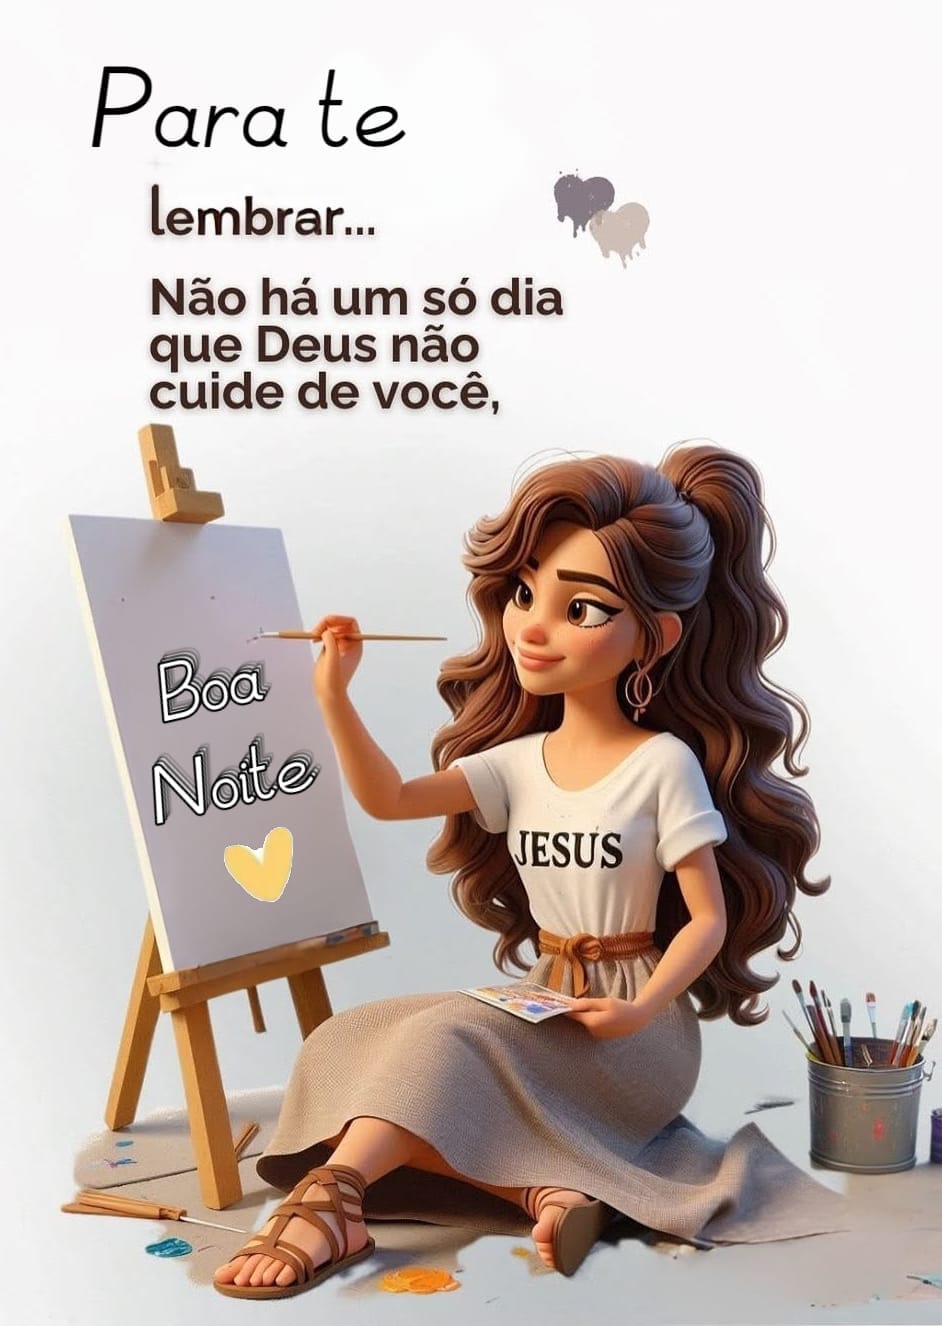 Para te
lembrar...
Não há um só dia
que Deus não
cuide de você,
Boa
Noite
JESUS